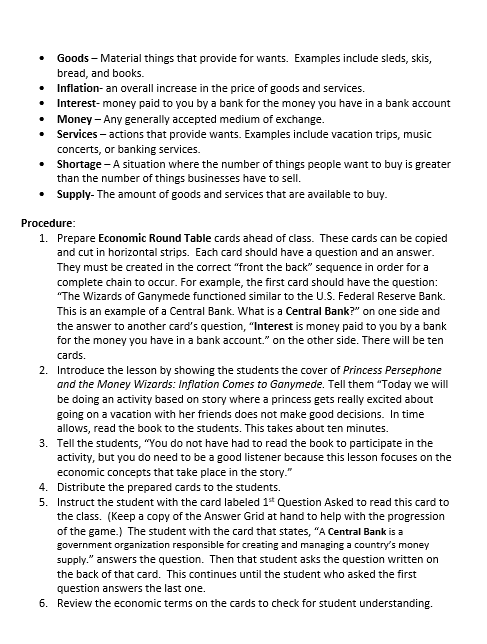 • Goods – Material things that provide for wants.  Examples include sleds, skis,
bread, and books.
• Inflation- an overall increase in the price of goods and services.
• Interest- money paid to you by a bank for the money you have in a bank account
• Money – Any generally accepted medium of exchange.
• Services – actions that provide wants. Examples include vacation trips, music
concerts, or banking services.
• Shortage – A situation where the number of things people want to buy is greater
than the number of things businesses have to sell.
• Supply- The amount of goods and services that are available to buy.
Procedure:
1. Prepare Economic Round Table cards ahead of class.  These cards can be copied
and cut in horizontal strips.  Each card should have a question and an answer.
They must be created in the correct “front the back” sequence in order for a
complete chain to occur. For example, the first card should have the question:
“The Wizards of Ganymede functioned similar to the U.S. Federal Reserve Bank.
This is an example of a Central Bank. What is a Central Bank?” on one side and
the answer to another card’s question, “Interest is money paid to you by a bank
for the money you have in a bank account.” on the other side. There will be ten
cards.
2. Introduce the lesson by showing the students the cover of Princess Persephone
and the Money Wizards: Inflation Comes to Ganymede. Tell them “Today we will
be doing an activity based on story where a princess gets really excited about
going on a vacation with her friends does not make good decisions.  In time
allows, read the book to the students. This takes about ten minutes.
3. Tell the students, “You do not have had to read the book to participate in the
activity, but you do need to be a good listener because this lesson focuses on the
economic concepts that take place in the story.”
4. Distribute the prepared cards to the students.
5. Instruct the student with the card labeled 1st Question Asked to read this card to
the class.  (Keep a copy of the Answer Grid at hand to help with the progression
of the game.)  The student with the card that states, “A Central Bank is a
government organization responsible for creating and managing a country’s money
supply.” answers the question.  Then that student asks the question written on
the back of that card.  This continues until the student who asked the first
question answers the last one.
6. Review the economic terms on the cards to check for student understanding.